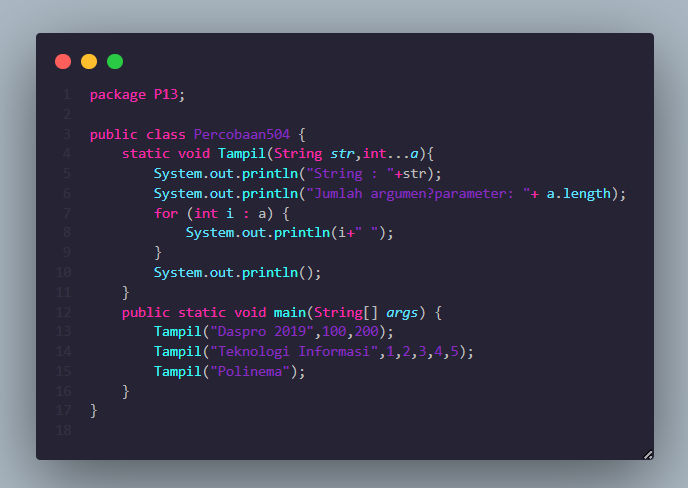 1 package P13;
2
3 public class Percobaan504 {
4     static void Tampil(String str,int...a){
5         System.out.println("String : "+str);
6         System.out.println("Jumlah argumen?parameter: "+ a.length);
7         for (int i : a) {
8             System.out.println(i+" ");
9         }
10         System.out.println();
11     }
12     public static void main(String[] args) {
13         Tampil("Daspro 2019",100,200);
14         Tampil("Teknologi Informasi",1,2,3,4,5);
15         Tampil("Polinema");
16     }
17 }
18